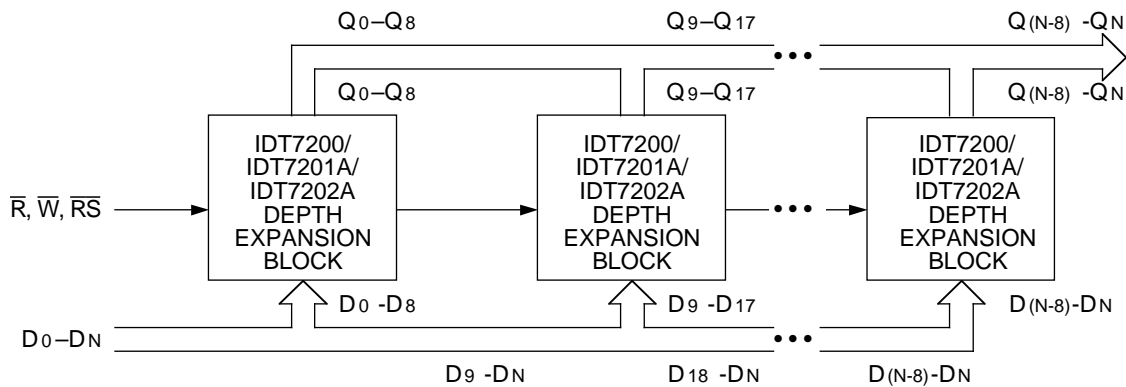 Q0–Q8 Q9–Q17 Q(N-8) -QN
Q0–Q8 Q9–Q17 Q(N-8) -QN
IDT7200/
IDT7201A/
IDT7202A
DEPTH
EXPANSION
BLOCK
IDT7200/
IDT7201A/
IDT7202A
DEPTH
EXPANSION
BLOCK
IDT7200/
IDT7201A/
IDT7202A
DEPTH
EXPANSION
BLOCK
R̅, W̅, R̅S̅
D0 -D8 D9 -D17 D(N-8)-DN
D0–DN
D9 -DN D18 -DN D(N-8)-DN